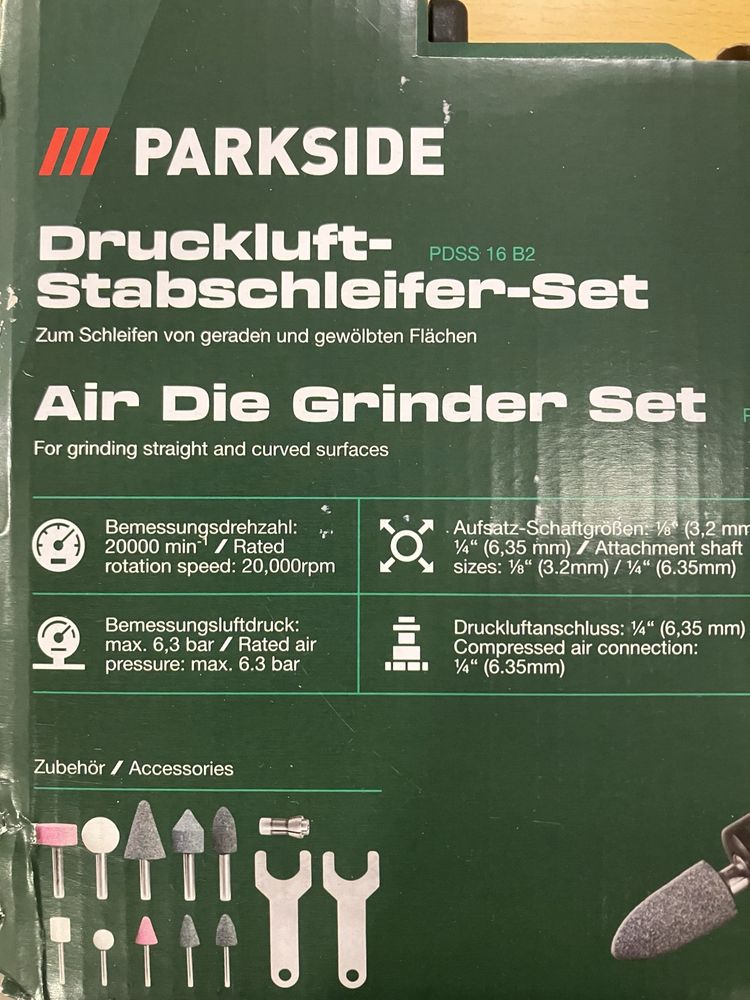 PARKSIDE
Druckluft-
PDSS 16 B2
Stabschleifer-Set
Zum Schleifen von geraden und gewölbten Flächen
Air Die Grinder Set
For grinding straight and curved surfaces
Bemessungsdrehzahl:
20000 min⁻¹ / Rated
rotation speed: 20,000rpm
Aufsatz-Schaftgrößen: ⅛“ (3,2 mm
¼“ (6,35 mm) / Attachment shaft
sizes: ⅛“ (3.2mm) / ¼“ (6.35mm)
Bemessungsluftdruck:
max. 6,3 bar / Rated air
pressure: max. 6.3 bar
Druckluftanschluss: ¼“ (6,35 mm)
Compressed air connection:
¼“ (6.35mm)
Zubehör / Accessories